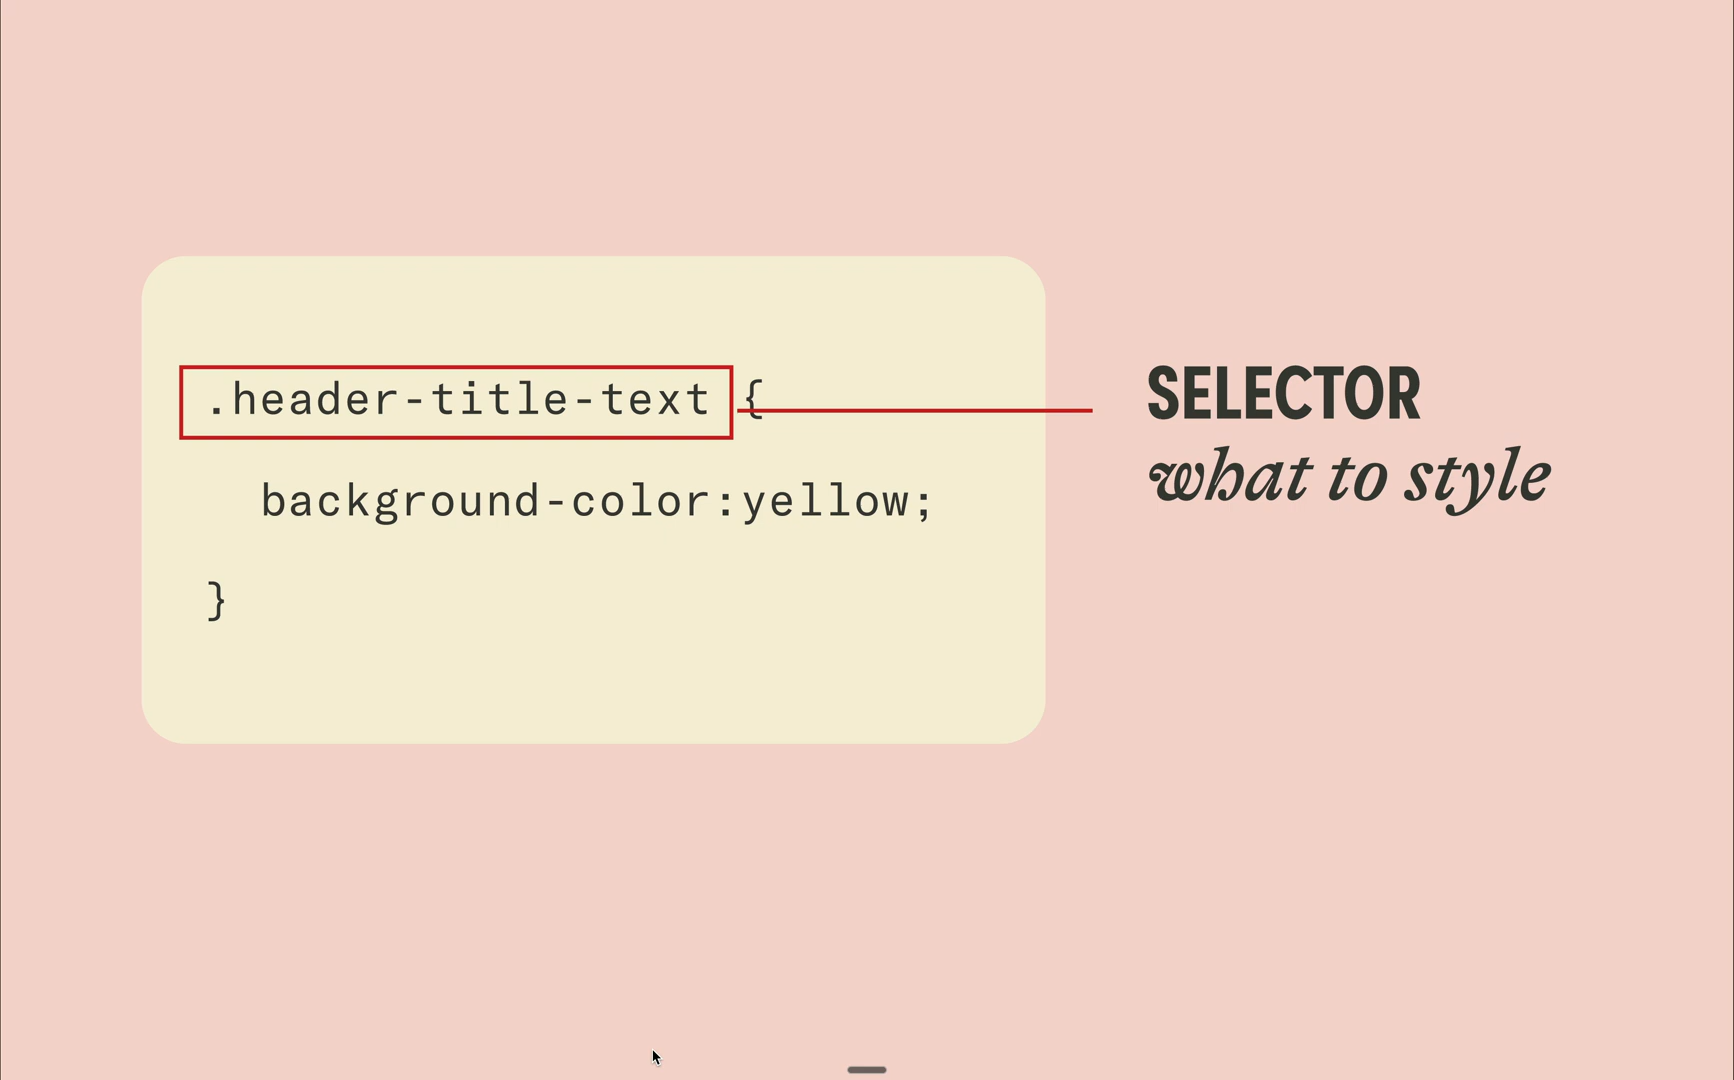 .header-title-text {
background-color:yellow;
}
SELECTOR
what to style